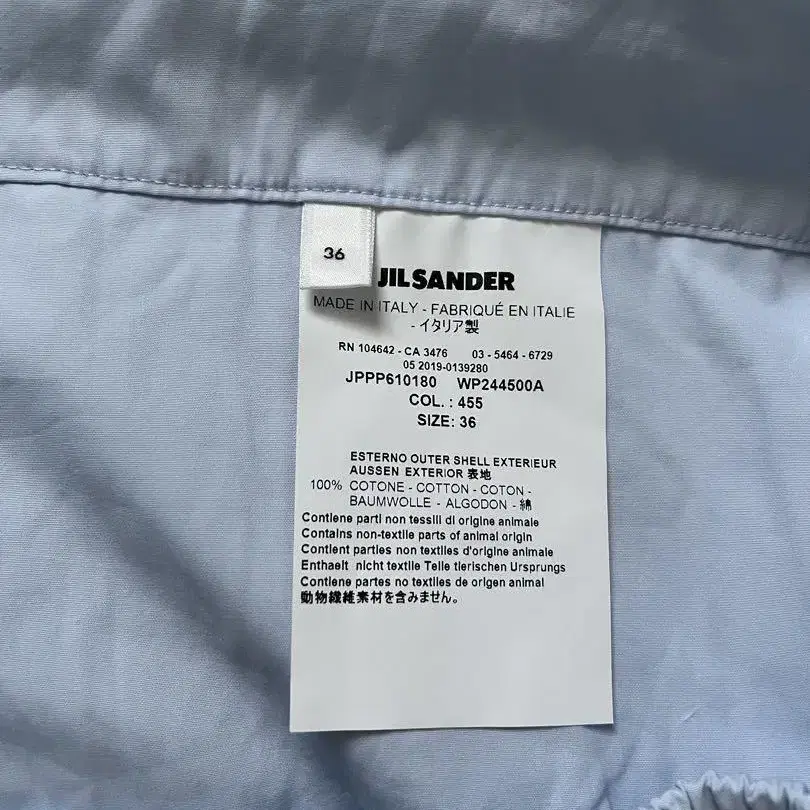 36
JIL SANDER
MADE IN ITALY - FABRIQUÉ EN ITALIE
- イタリア製
RN 104642 - CA 3476 03 - 5464 - 6729
05 2019-0139280
JPPP610180 WP244500A
COL. : 455
SIZE: 36
ESTERNO OUTER SHELL EXTERIEUR
AUSSEN EXTERIOR 表地
100% COTONE - COTTON - COTON -
BAUMWOLLE - ALGODON - 綿
Contiene parti non tessili di origine animale
Contains non-textile parts of animal origin
Contient parties non textiles d'origine animale
Enthaelt nicht textile Teile tierischen Ursprungs
Contiene partes no textiles de origen animal
動物繊維素材を含みません。